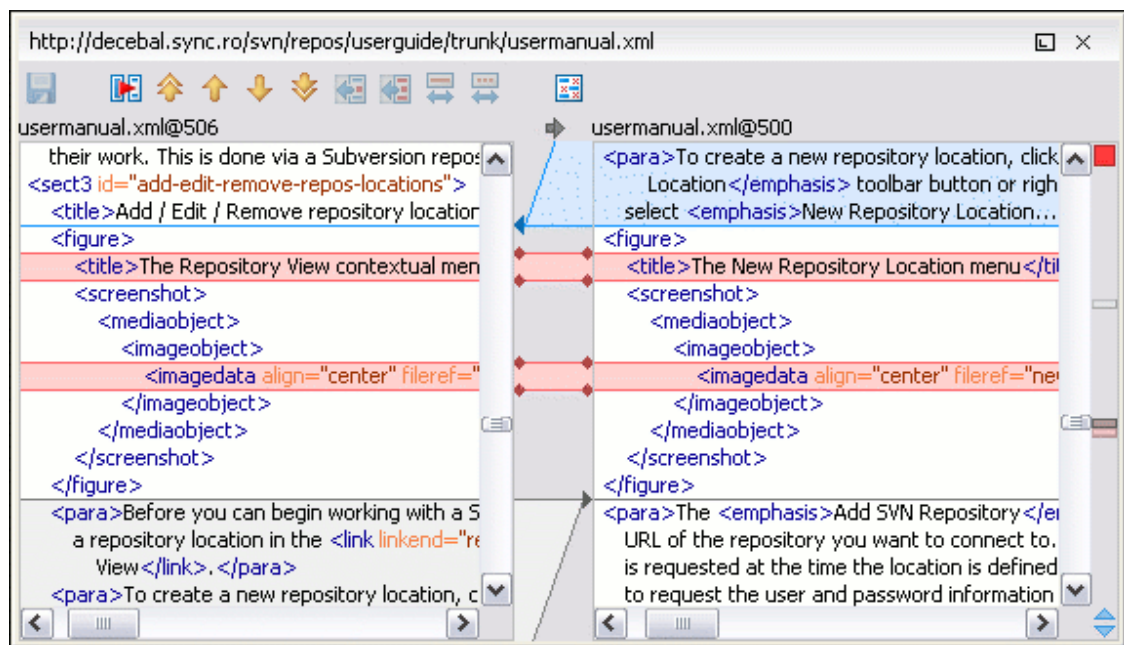 http://decebal.sync.ro/svn/repos/userguide/trunk/usermanual.xml
usermanual.xml@506
their work. This is done via a Subversion repos
<sect3 id="add-edit-remove-repos-locations">
<title>Add / Edit / Remove repository location
<figure>
<title>The Repository View contextual men
<screenshot>
<mediaobject>
<imageobject>
<imagedata align="center" fileref="
</imageobject>
</mediaobject>
</screenshot>
</figure>
<para>Before you can begin working with a S
a repository location in the <link linkend="re
View</link>.</para>
<para>To create a new repository location, c
usermanual.xml@500
<para>To create a new repository location, click
Location</emphasis> toolbar button or righ
select <emphasis>New Repository Location...
<figure>
<title>The New Repository Location menu</tit
<screenshot>
<mediaobject>
<imageobject>
<imagedata align="center" fileref="ne
</imageobject>
</mediaobject>
</screenshot>
</figure>
<para>The <emphasis>Add SVN Repository</e
URL of the repository you want to connect to.
is requested at the time the location is defined
to request the user and password information